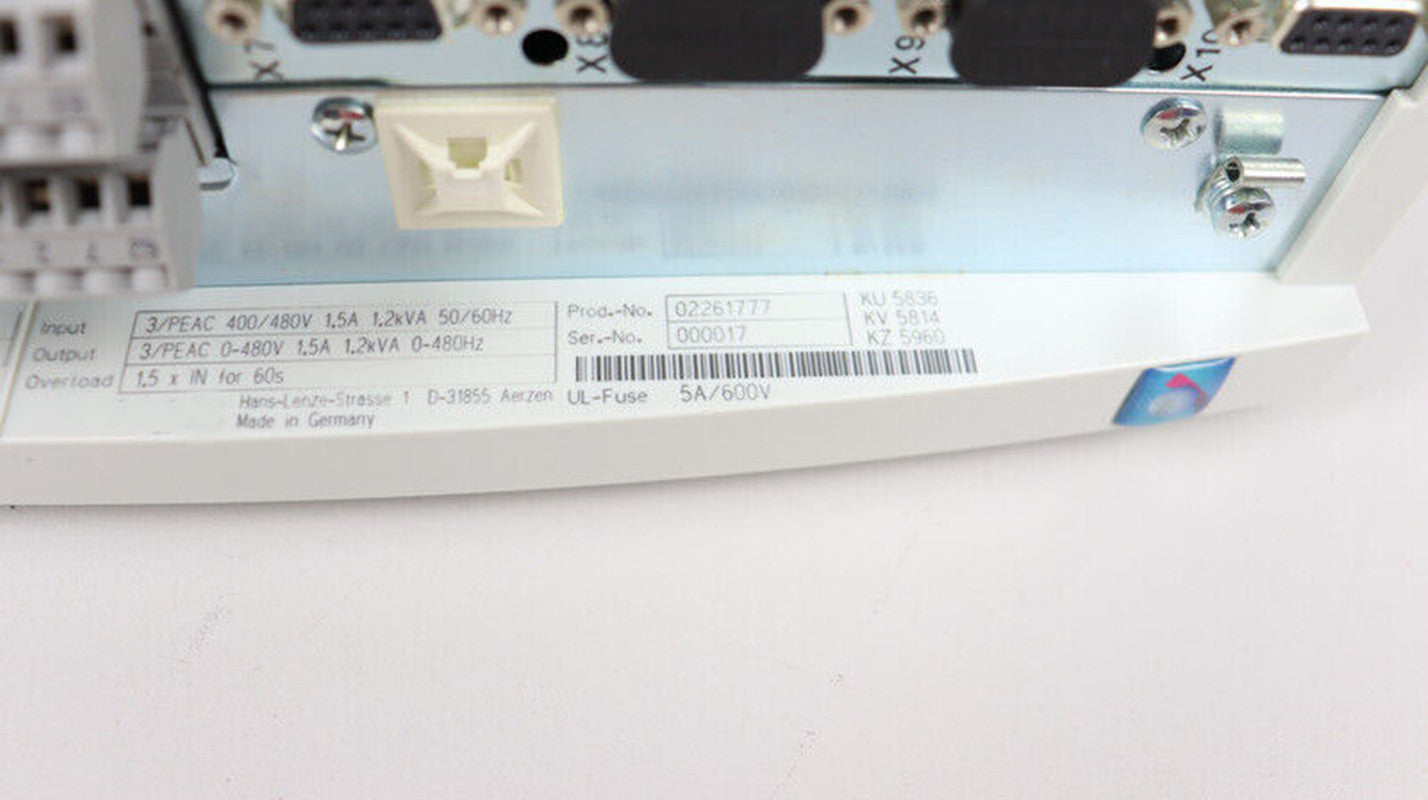 X7
X8
X9
X10
Input 3/PEAC 400/480V 1.5A 1.2kVA 50/60Hz
Output 3/PEAC 0-480V 1.5A 1.2kVA 0-480Hz
Overload 1.5 x IN for 60s
Hans-Lenze-Strasse 1 D-31855 Aerzen
Made in Germany
Prod.-No. 02261777
Ser.-No. 000017
UL-Fuse 5A/600V
KU 5836
KV 5814
KZ 5960